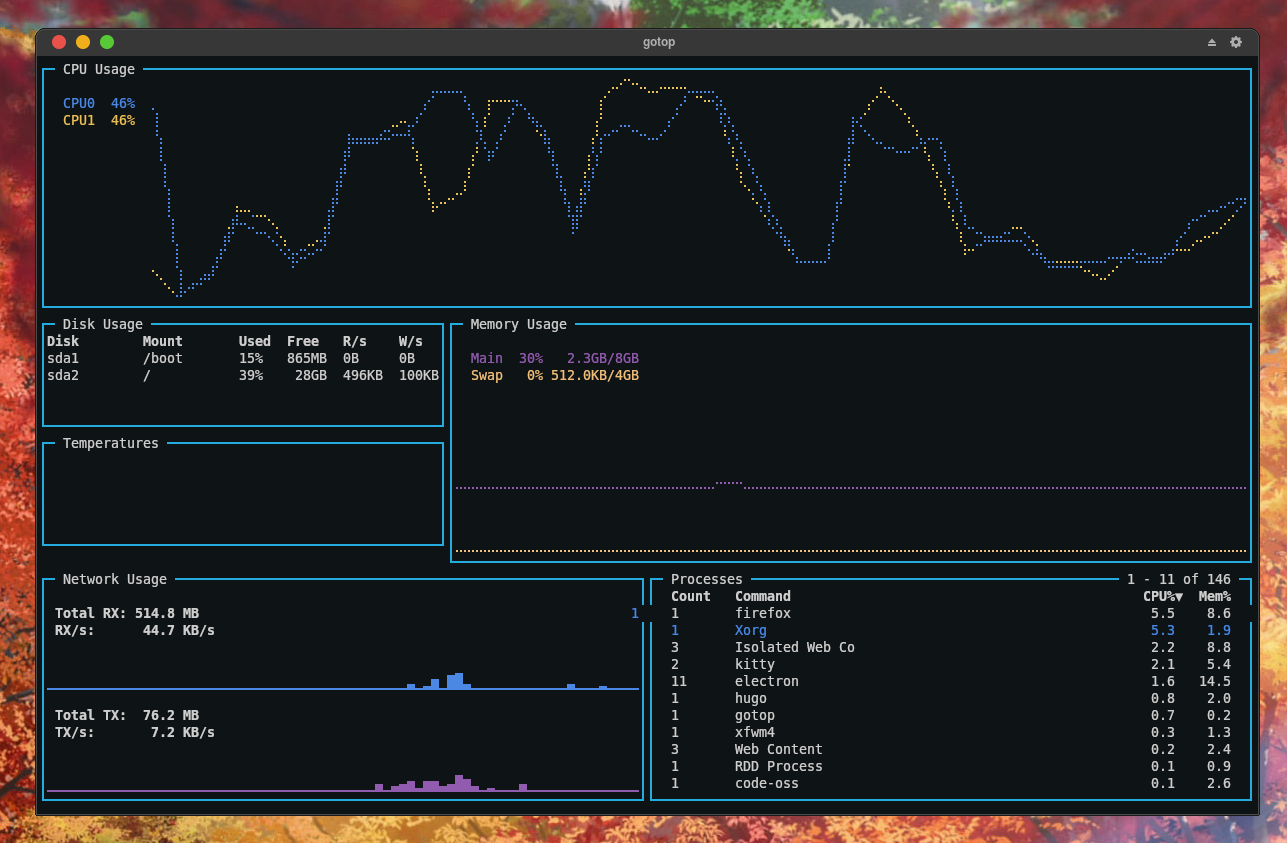 gotop
CPU Usage
CPU0 46%
CPU1 46%
Disk Usage
Disk Mount Used Free R/s W/s
sda1 /boot 15% 865MB 0B 0B
sda2 / 39% 28GB 496KB 100KB
Memory Usage
Main 30% 2.3GB/8GB
Swap 0% 512.0KB/4GB
Temperatures
Network Usage
Total RX: 514.8 MB
1
RX/s: 44.7 KB/s
Total TX: 76.2 MB
TX/s: 7.2 KB/s
Processes 1 - 11 of 146
Count Command CPU%▼ Mem%
1 firefox 5.5 8.6
1 Xorg 5.3 1.9
3 Isolated Web Co 2.2 8.8
2 kitty 2.1 5.4
11 electron 1.6 14.5
1 hugo 0.8 2.0
1 gotop 0.7 0.2
1 xfwm4 0.3 1.3
3 Web Content 0.2 2.4
1 RDD Process 0.1 0.9
1 code-oss 0.1 2.6